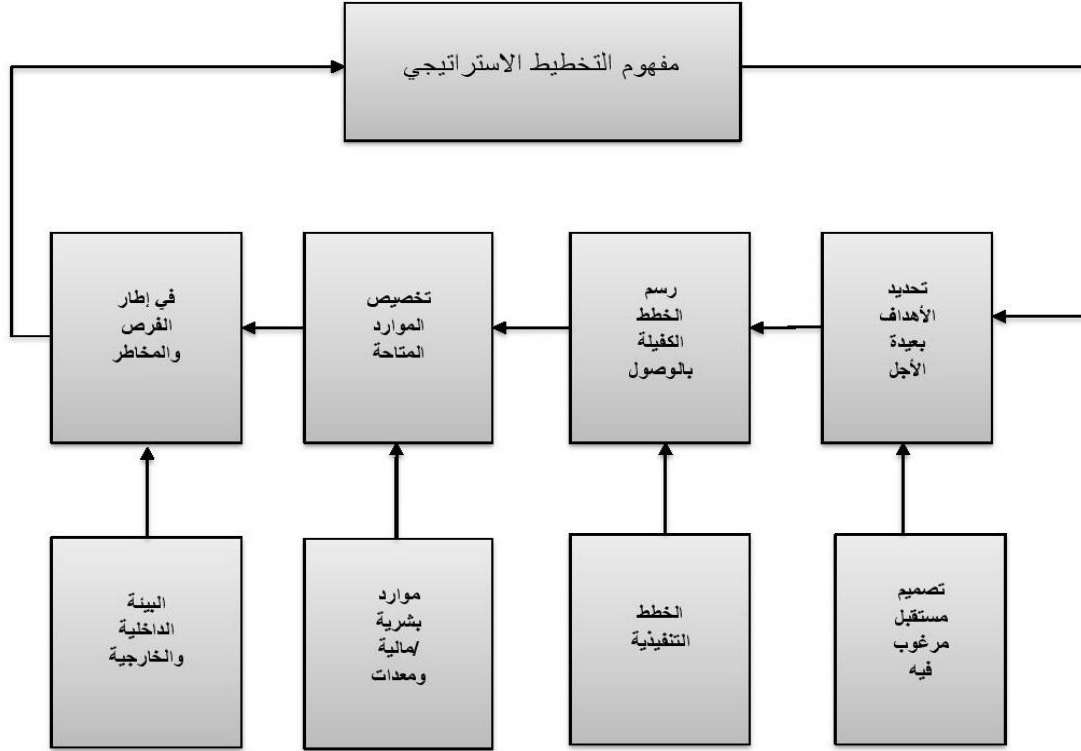 مفهوم التخطيط الاستراتيجي
تحديد
الأهداف
بعيدة
الأجل
رسم
الخطط
الكفيلة
بالوصول
تخصيص
الموارد
المتاحة
في إطار
الفرص
والمخاطر
تصميم
مستقبل
مرغوب
فيه
الخطط
التنفيذية
موارد
بشرية
/مالية
ومعدات
البيئة
الداخلية
والخارجية